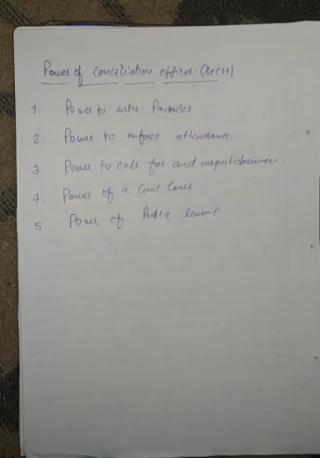 Power of Conciliation officer (SEC 11)
1. Power to enter Premises
2. Power to enforce attendance
3 Power to call for and inspect documents.
4. Power of a Civil Court
5 Power of Public Servant